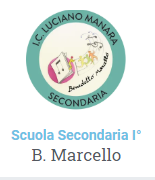 I.C. LUCIANO MANARA
Benedetto Marcello
SECONDARIA
Scuola Secondaria I°
B. Marcello